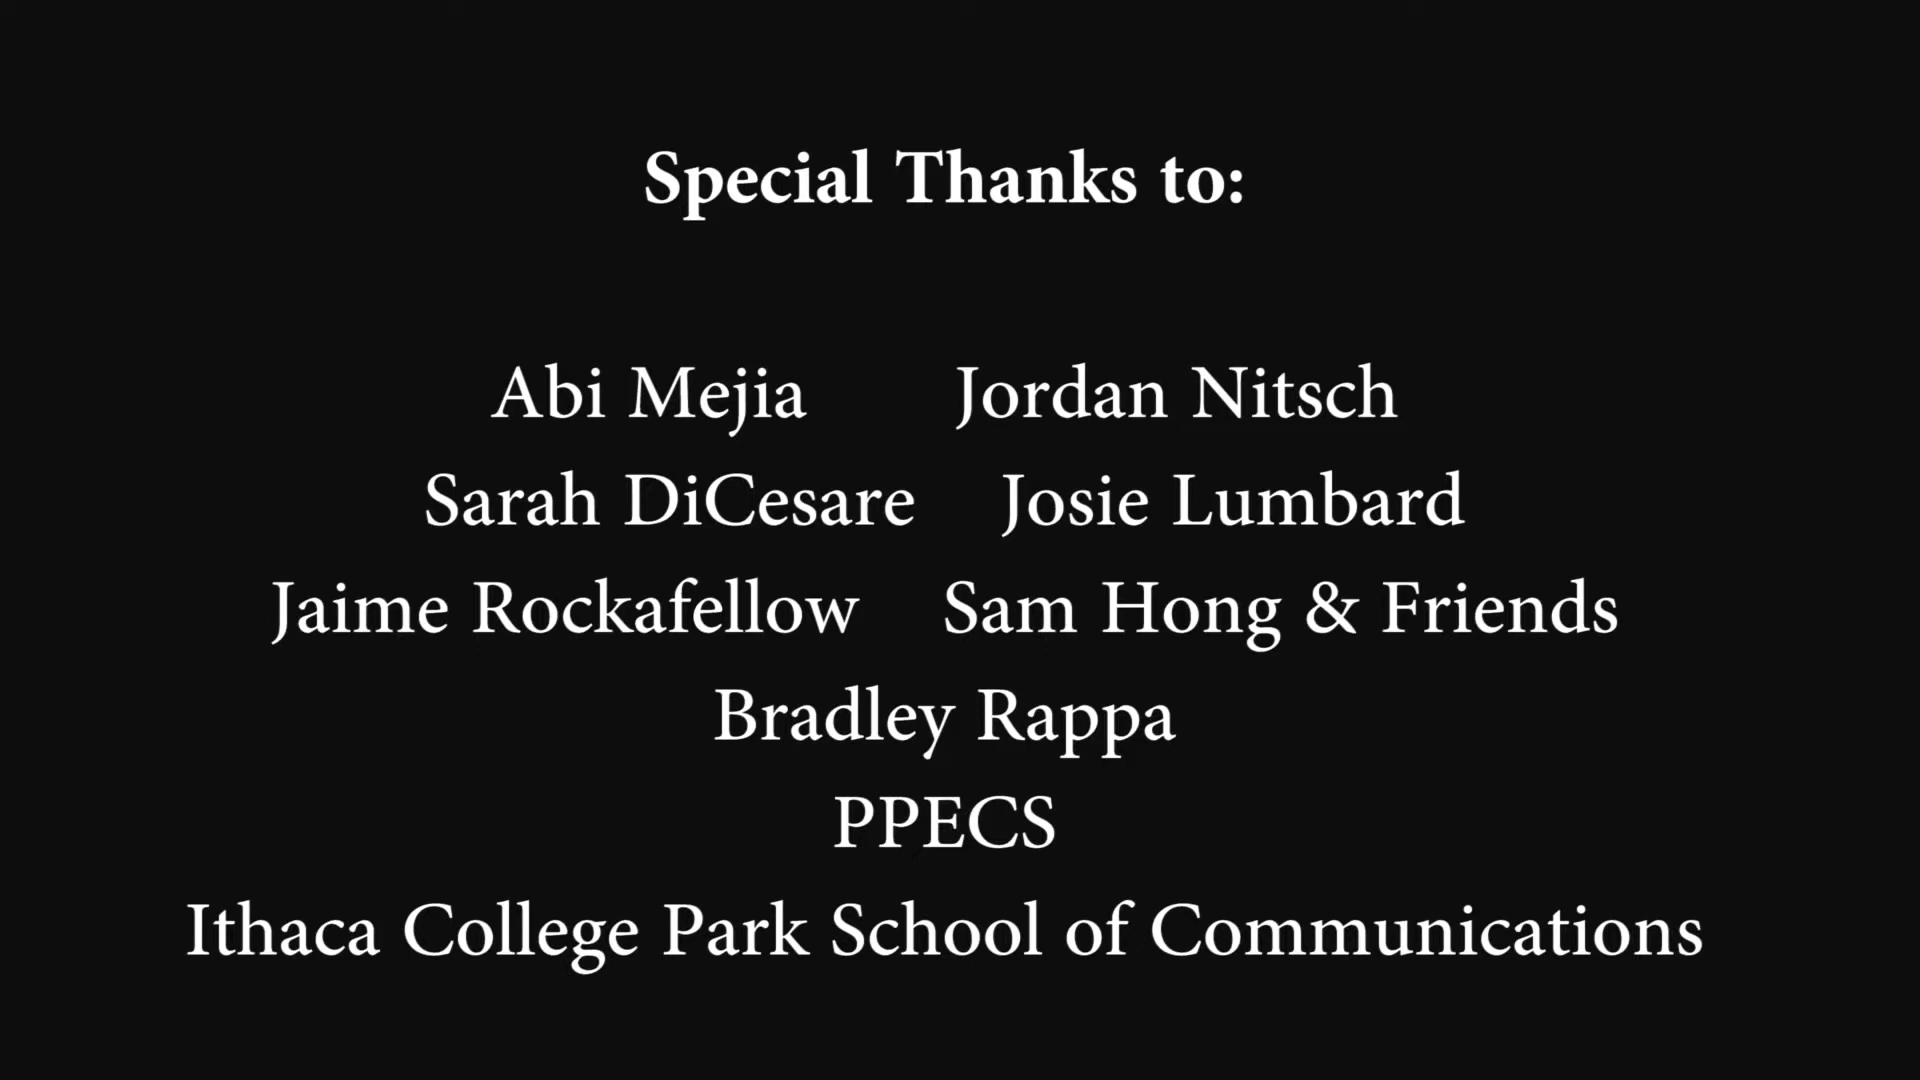 Special Thanks to:
Abi Mejia Jordan Nitsch
Sarah DiCesare Josie Lumbard
Jaime Rockafellow Sam Hong & Friends
Bradley Rappa
PPECS
Ithaca College Park School of Communications